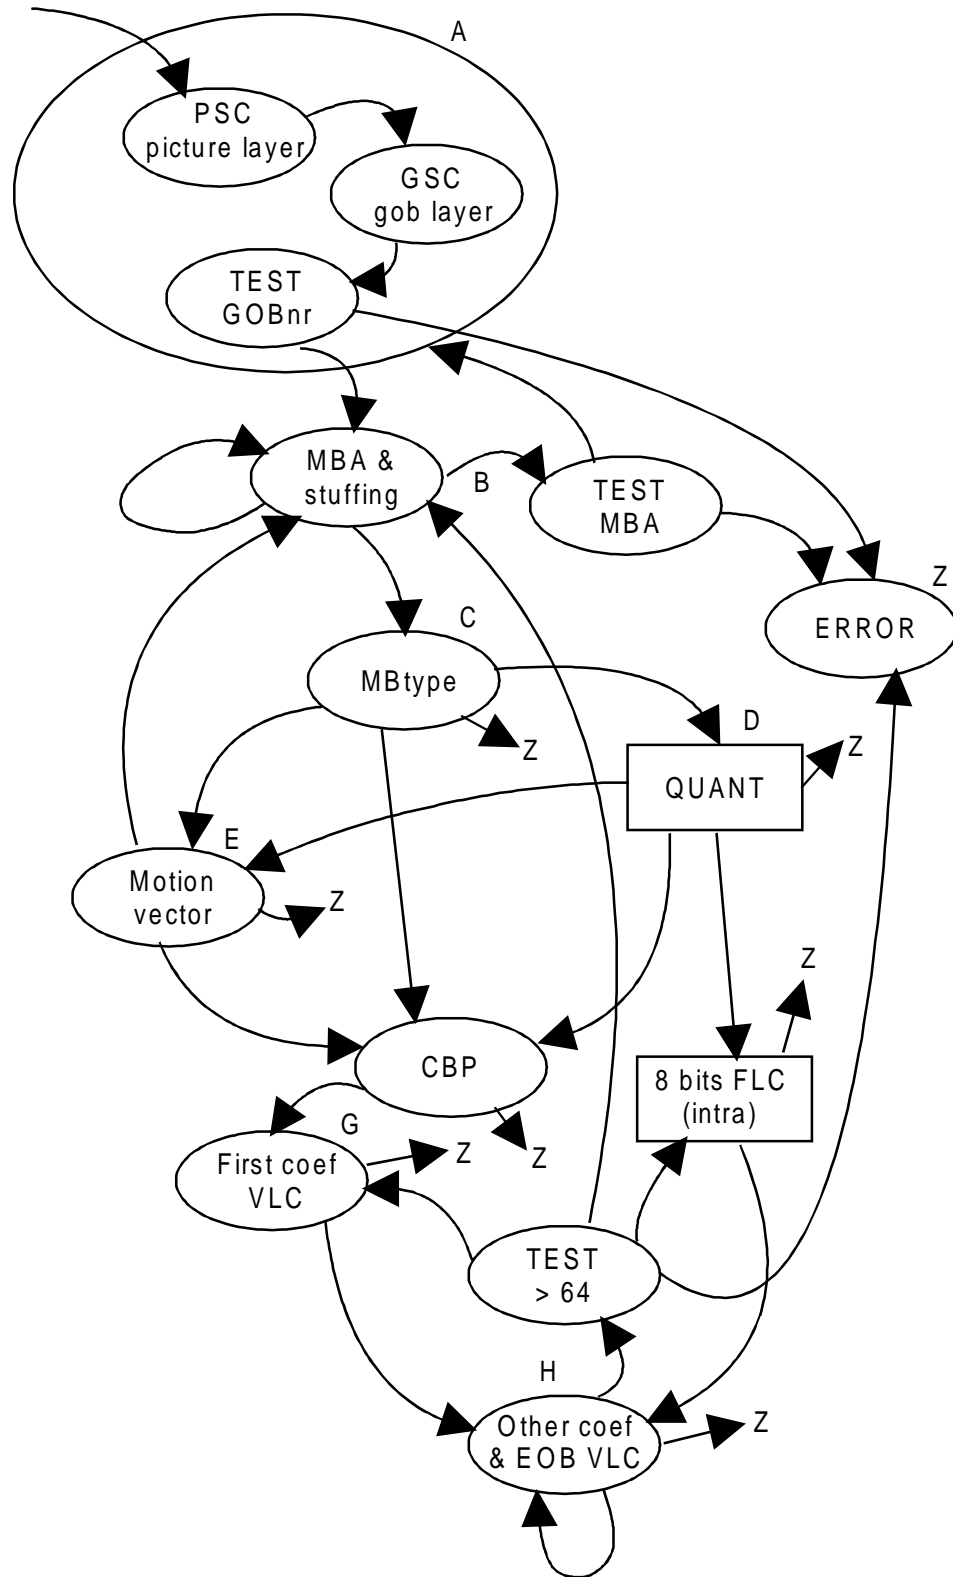 A
PSC
picture layer
GSC
gob layer
TEST
GOBnr
MBA &
stuffing
B
TEST
MBA
Z
ERROR
C
MBtype
Z
D
QUANT
Z
E
Motion
vector
Z
Z
CBP
8 bits FLC
(intra)
G
Z
Z
First coef
VLC
TEST
> 64
H
Other coef
& EOB VLC
Z